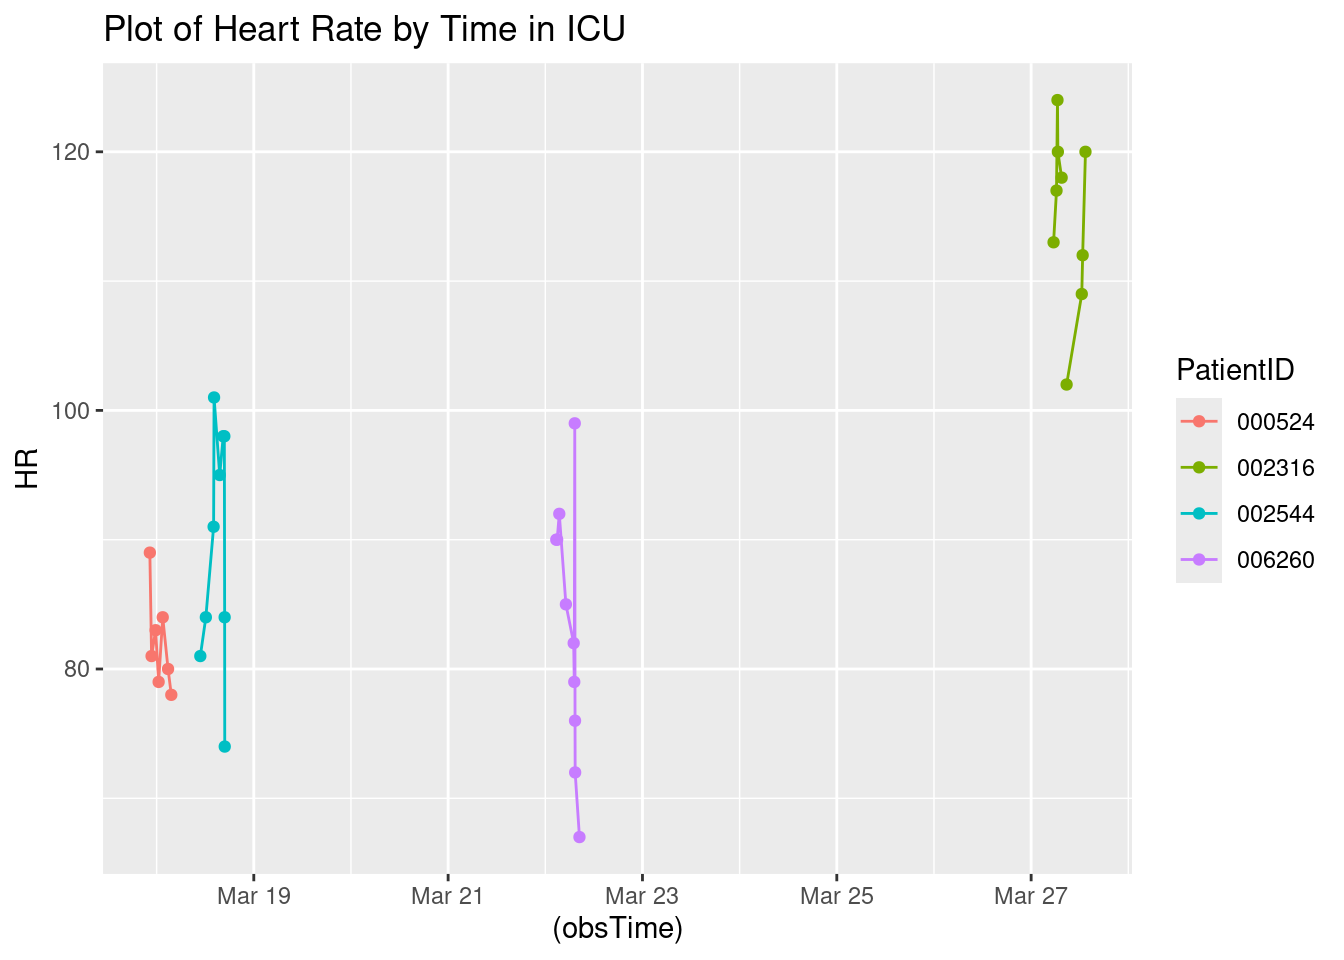 Plot of Heart Rate by Time in ICU
120
100
80
HR
Mar 19
Mar 21
Mar 23
Mar 25
Mar 27
(obsTime)
PatientID
000524
002316
002544
006260